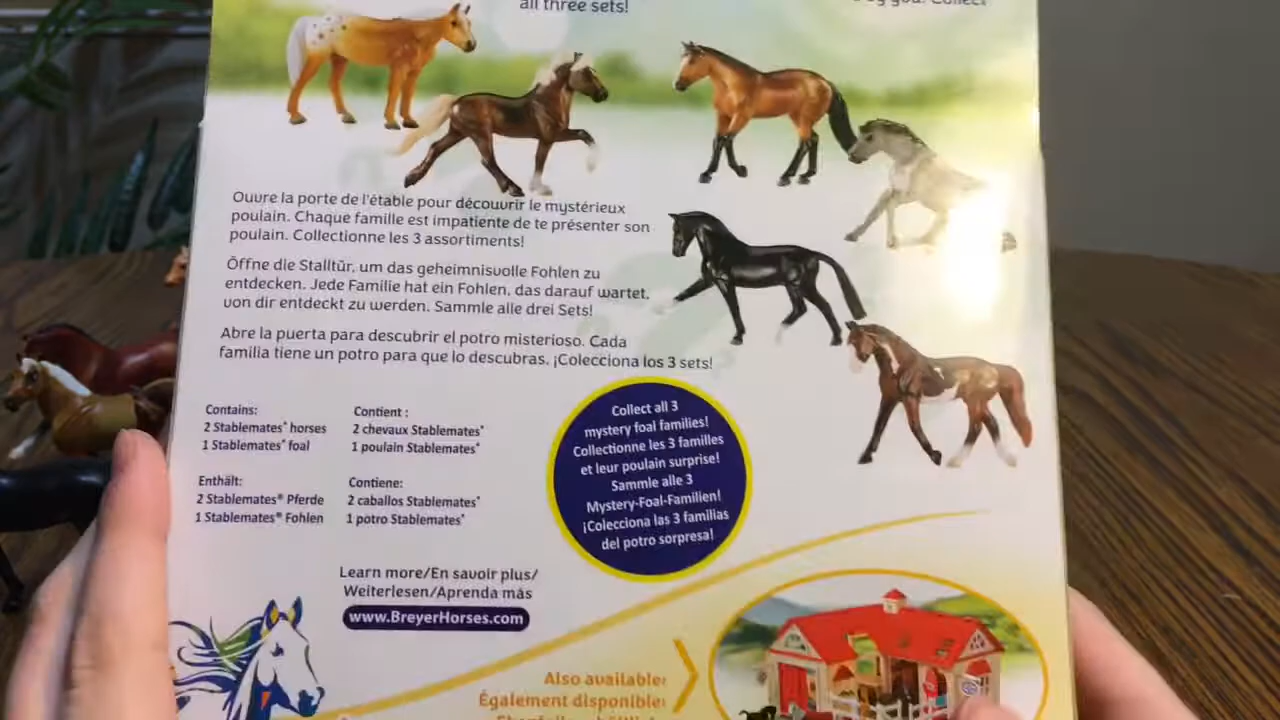 all three sets!
by you. Collect
Ouvre la porte de l'étable pour découvrir le mystérieux
poulain. Chaque famille est impatiente de te présenter son
poulain. Collectionne les 3 assortiments!
Öffne die Stalltür, um das geheimnisvolle Fohlen zu
entdecken. Jede Familie hat ein Fohlen, das darauf wartet,
von dir entdeckt zu werden. Sammle alle drei Sets!
Abre la puerta para descubrir el potro misterioso. Cada
familia tiene un potro para que lo descubras. ¡Colecciona los 3 sets!
Contains:
2 Stablemates® horses
1 Stablemates® foal
Contient :
2 chevaux Stablemates®
1 poulain Stablemates®
Enthält:
2 Stablemates® Pferde
1 Stablemates® Fohlen
Contiene:
2 caballos Stablemates®
1 potro Stablemates®
Collect all 3
mystery foal families!
Collectionne les 3 familles
et leur poulain surprise!
Sammle alle 3
Mystery-Foal-Familien!
¡Colecciona las 3 familias
del potro sorpresa!
Learn more/En savoir plus/
Weiterlesen/Aprenda más
www.BreyerHorses.com
Also available:
Également disponible: